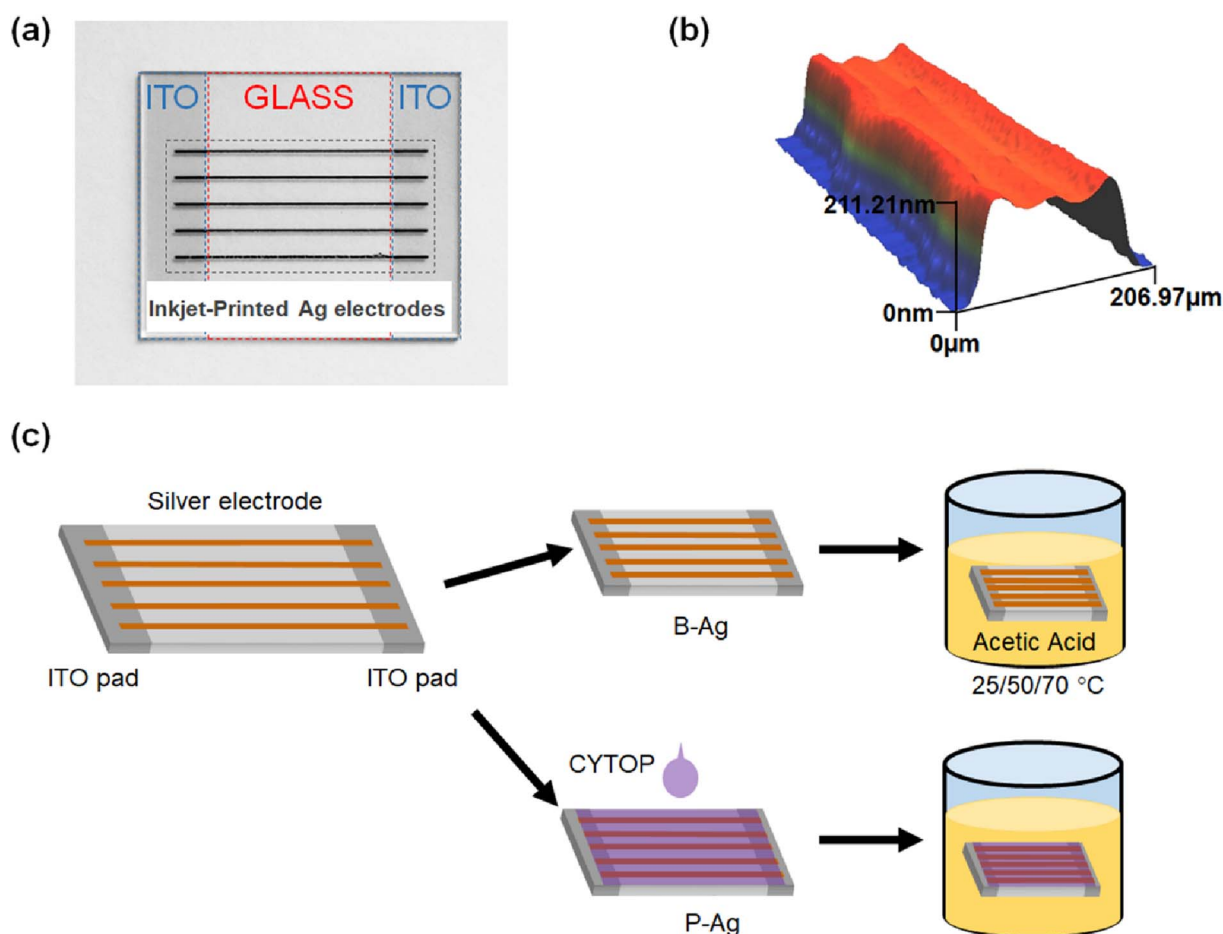 (a)
ITO GLASS ITO
Inkjet-Printed Ag electrodes
(b)
211.21nm
0nm
0µm
206.97µm
(c)
Silver electrode
ITO pad
ITO pad
B-Ag
Acetic Acid
25/50/70 °C
CYTOP
P-Ag